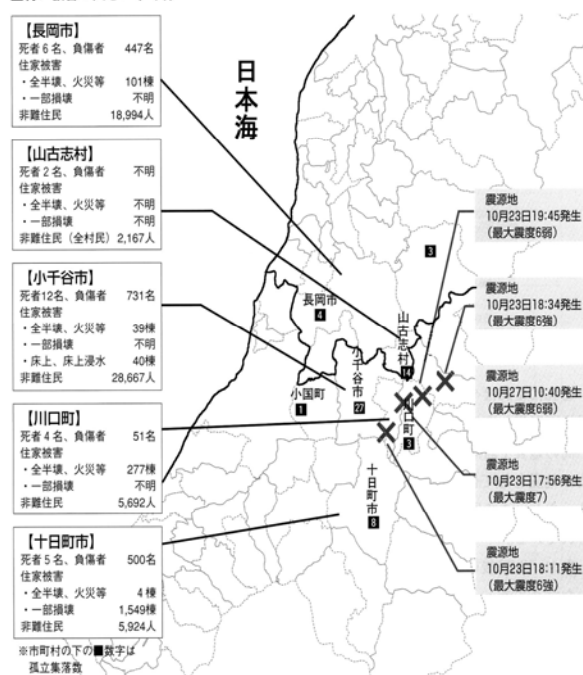 【長岡市】
死者6名、負傷者 447名
住家被害
・全半壊、火災等 101棟
・一部損壊 不明
非難住民 18,994人
【山古志村】
死者2名、負傷者 不明
住家被害
・全半壊、火災等 不明
・一部損壊 不明
非難住民(全村民) 2,167人
【小千谷市】
死者12名、負傷者 731名
住家被害
・全半壊、火災等 39棟
・一部損壊 不明
・床上、床上浸水 40棟
非難住民 28,667人
【川口町】
死者4名、負傷者 51名
住家被害
・全半壊、火災等 277棟
・一部損壊 不明
非難住民 5,692人
【十日町市】
死者5名、負傷者 500名
住家被害
・全半壊、火災等 4棟
・一部損壊 1,549棟
非難住民 5,924人
※市町村の下の■数字は
孤立集落数
日本海
3
長岡市
4
山古志村
14
小千谷市
27
小国町
1
川口町
3
十日町市
8
震源地
10月23日19:45発生
(最大震度6弱)
震源地
10月23日18:34発生
(最大震度6強)
震源地
10月27日10:40発生
(最大震度6弱)
震源地
10月23日17:56発生
(最大震度7)
震源地
10月23日18:11発生
(最大震度6強)